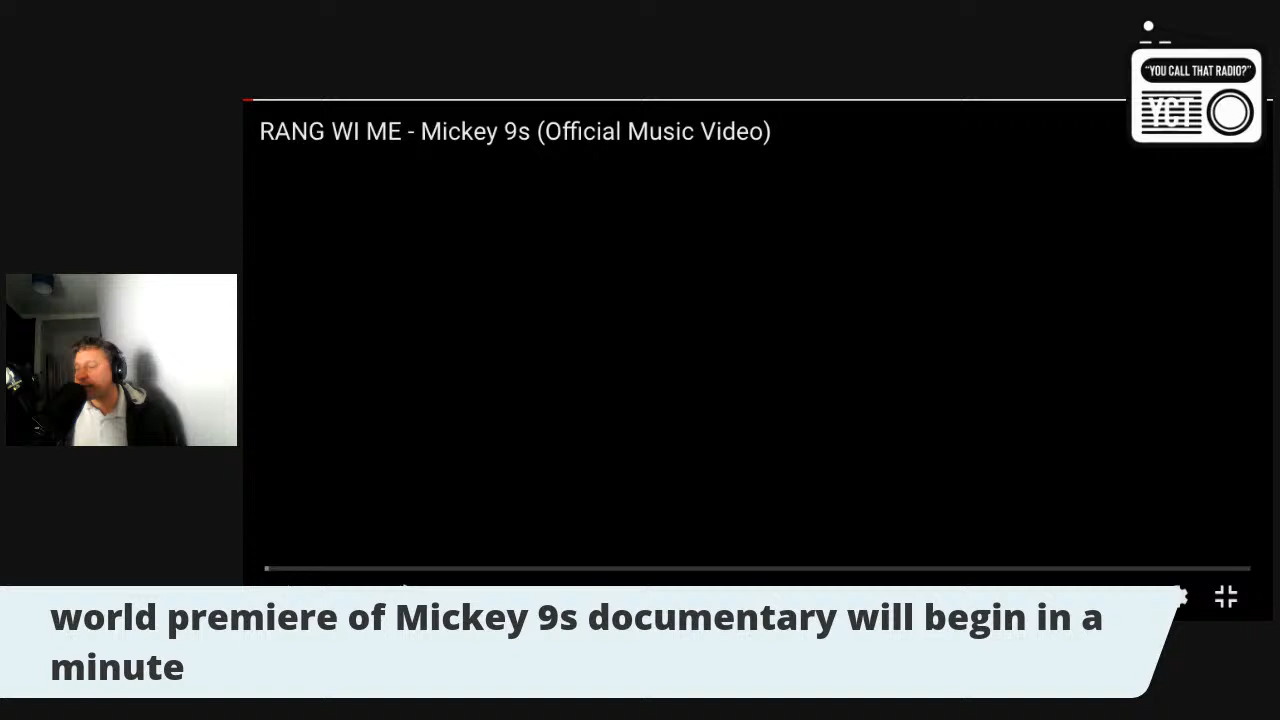 "YOU CALL THAT RADIO?"
YCT
RANG WI ME - Mickey 9s (Official Music Video)
world premiere of Mickey 9s documentary will begin in a
minute